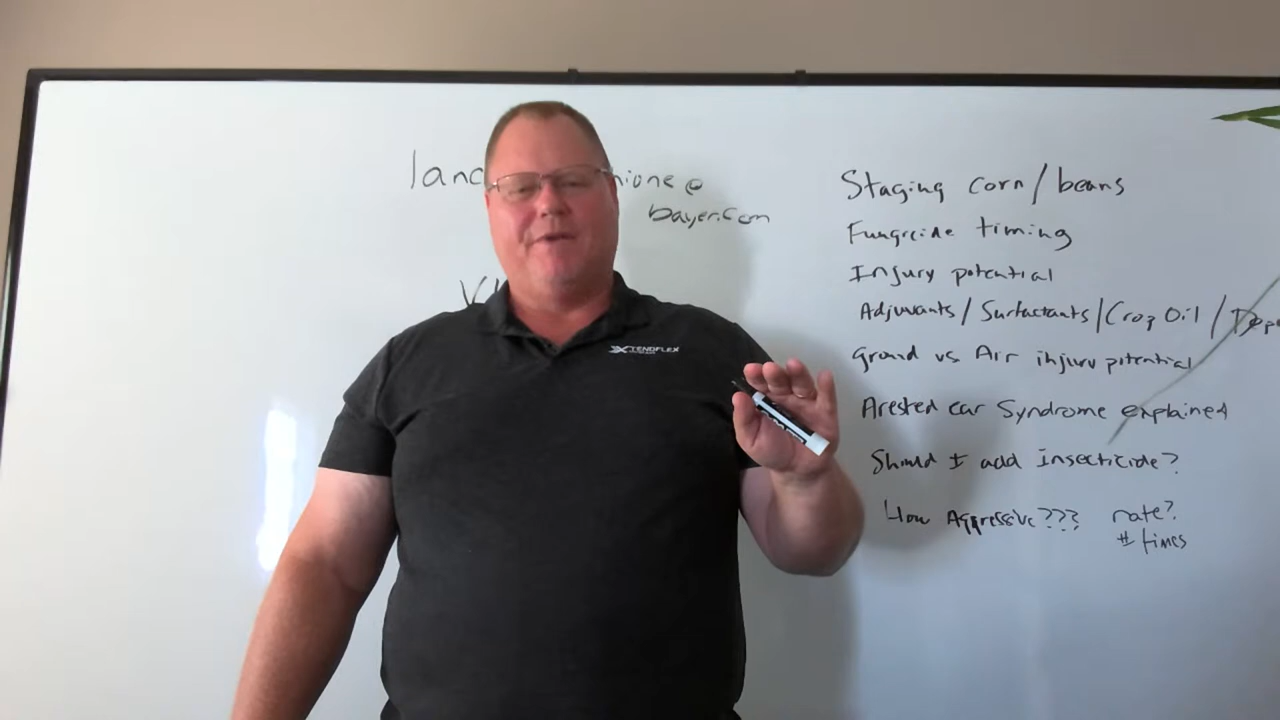 lanc nione@
bayer.com
V
XTENDFLEX
Staging corn/beans
Fungicide timing
Injury potential
Adjuvants/Surfactants/Crop Oil/
Ground vs Air injury potential
Arested ear Syndrome explained
Should I add Insecticide?
How Aggressive??? rate?
# times